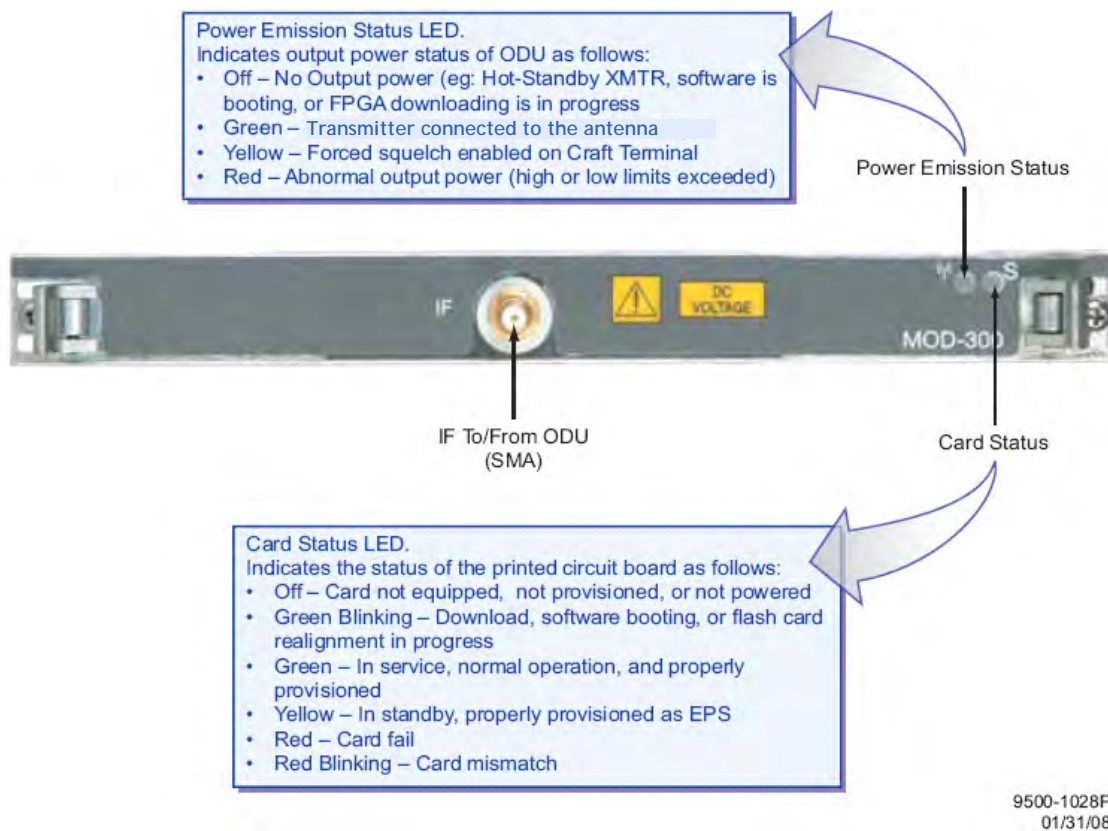 Power Emission Status LED.
Indicates output power status of ODU as follows:
• Off – No Output power (eg: Hot-Standby XMTR, software is
booting, or FPGA downloading is in progress
• Green – Transmitter connected to the antenna
• Yellow – Forced squelch enabled on Craft Terminal
• Red – Abnormal output power (high or low limits exceeded)
Power Emission Status
IF
DC
VOLTAGE
S
MOD-300
IF To/From ODU
(SMA)
Card Status
Card Status LED.
Indicates the status of the printed circuit board as follows:
• Off – Card not equipped, not provisioned, or not powered
• Green Blinking – Download, software booting, or flash card
realignment in progress
• Green – In service, normal operation, and properly
provisioned
• Yellow – In standby, properly provisioned as EPS
• Red – Card fail
• Red Blinking – Card mismatch
9500-1028F
01/31/08